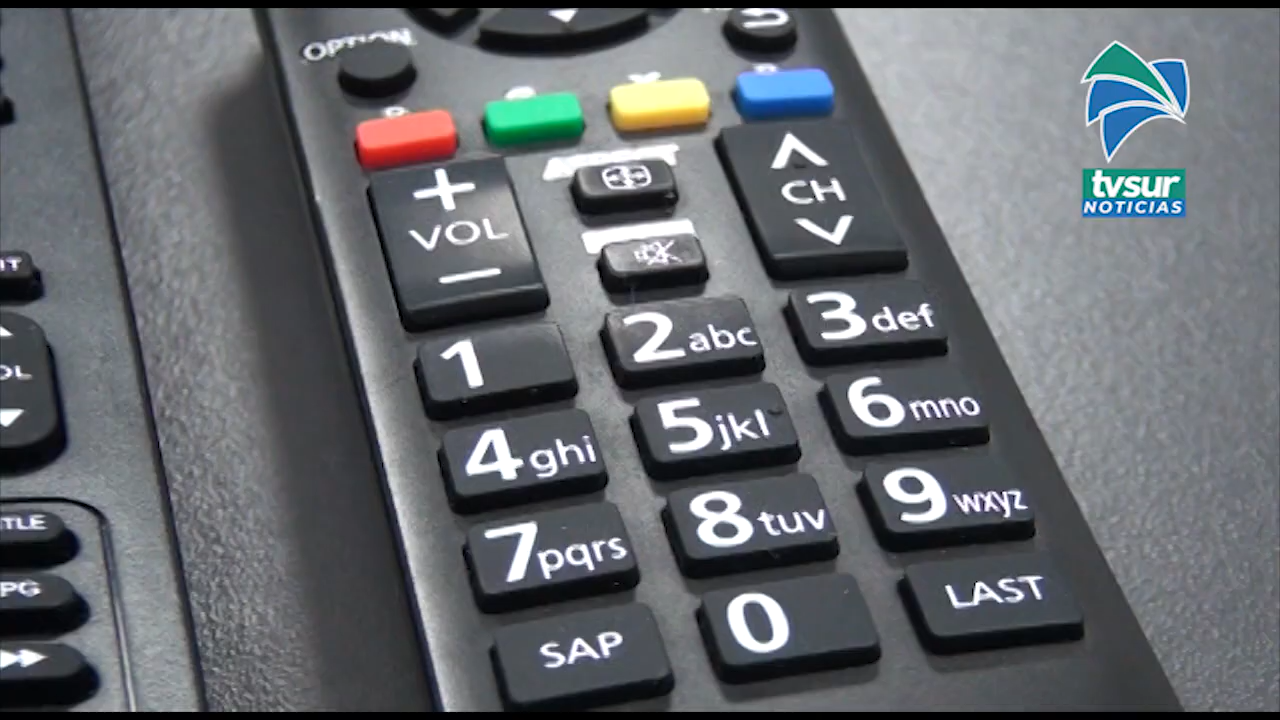 OPTION
tvsur
NOTICIAS
VOL
CH
1
2abc
3def
4ghi
5jkl
6mno
7pqrs
8tuv
9wxyz
SAP
0
LAST